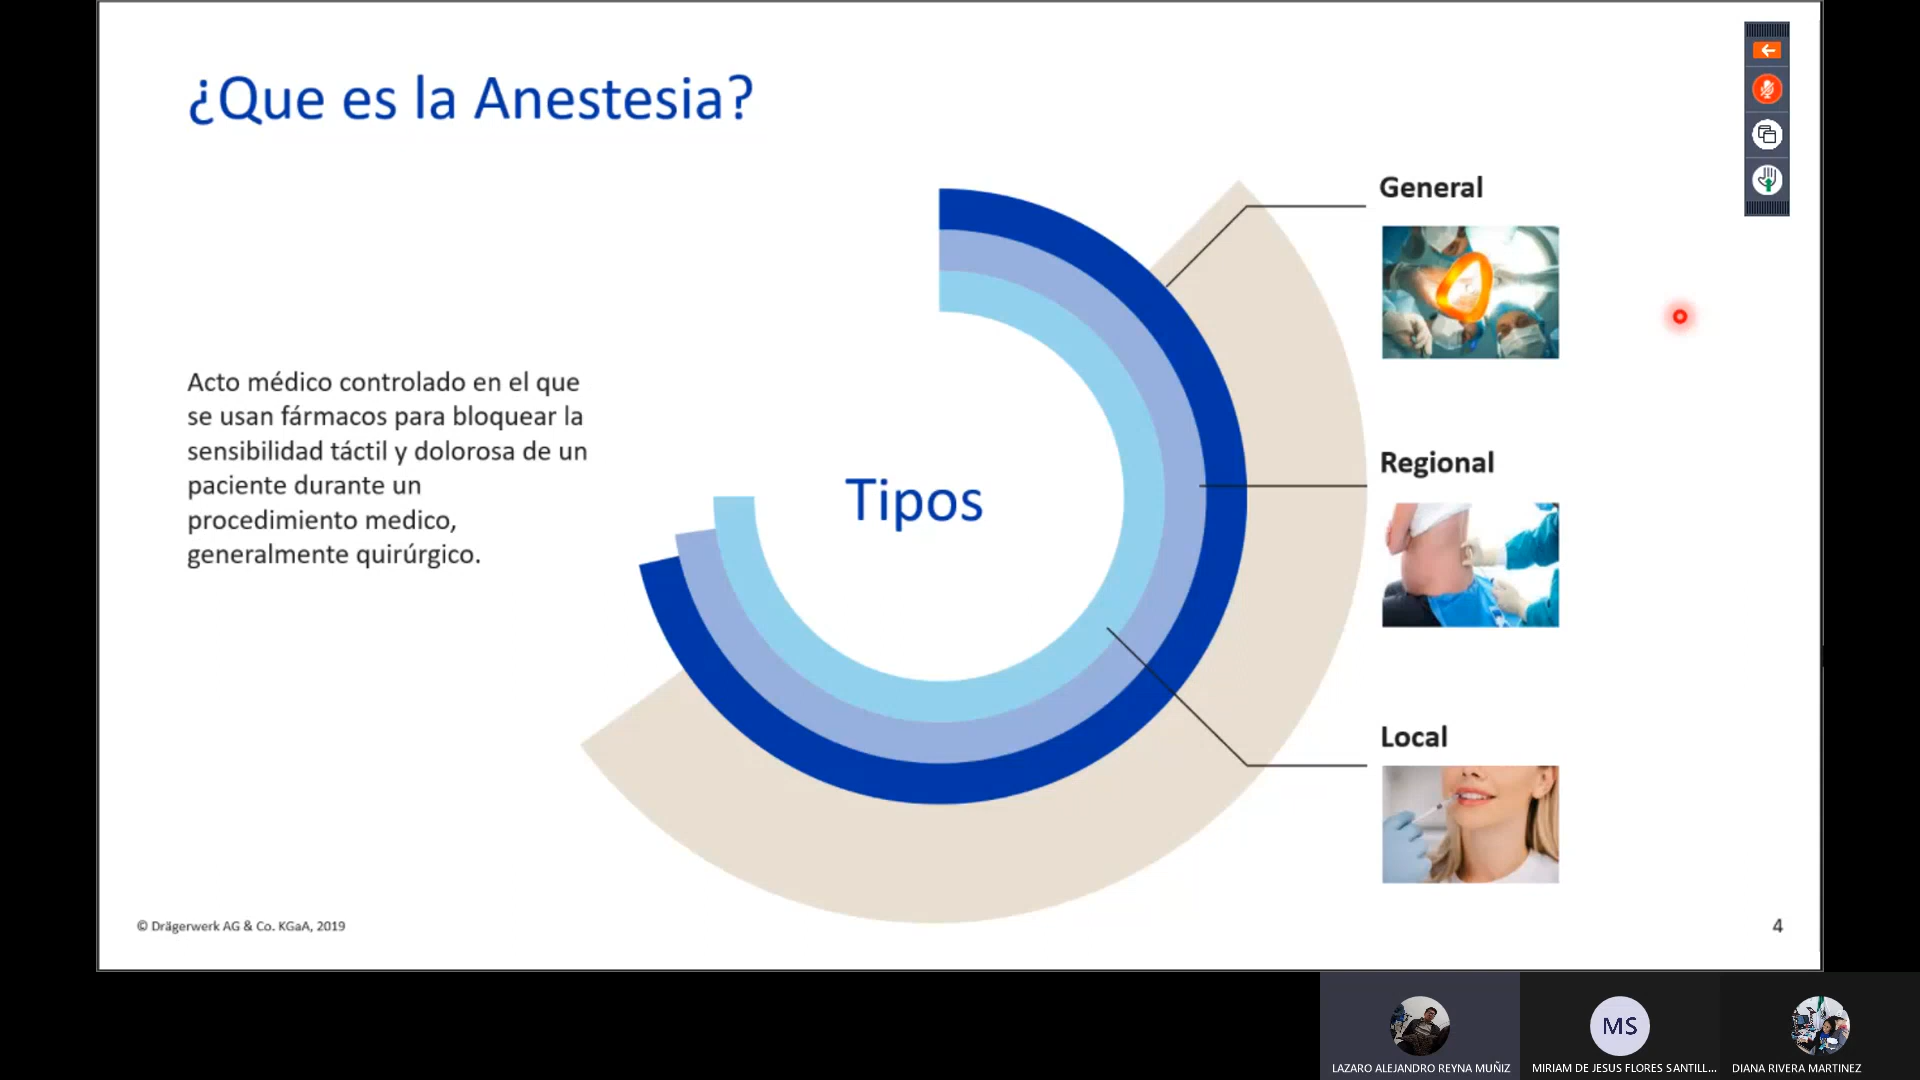 ¿Que es la Anestesia?
General
Acto médico controlado en el que
se usan fármacos para bloquear la
sensibilidad táctil y dolorosa de un
paciente durante un
procedimiento medico,
generalmente quirúrgico.
Tipos
Regional
Local
© Drägerwerk AG & Co. KGaA, 2019
4
MS
LAZARO ALEJANDRO REYNA MUÑIZ
MIRIAM DE JESUS FLORES SANTILL...
DIANA RIVERA MARTINEZ